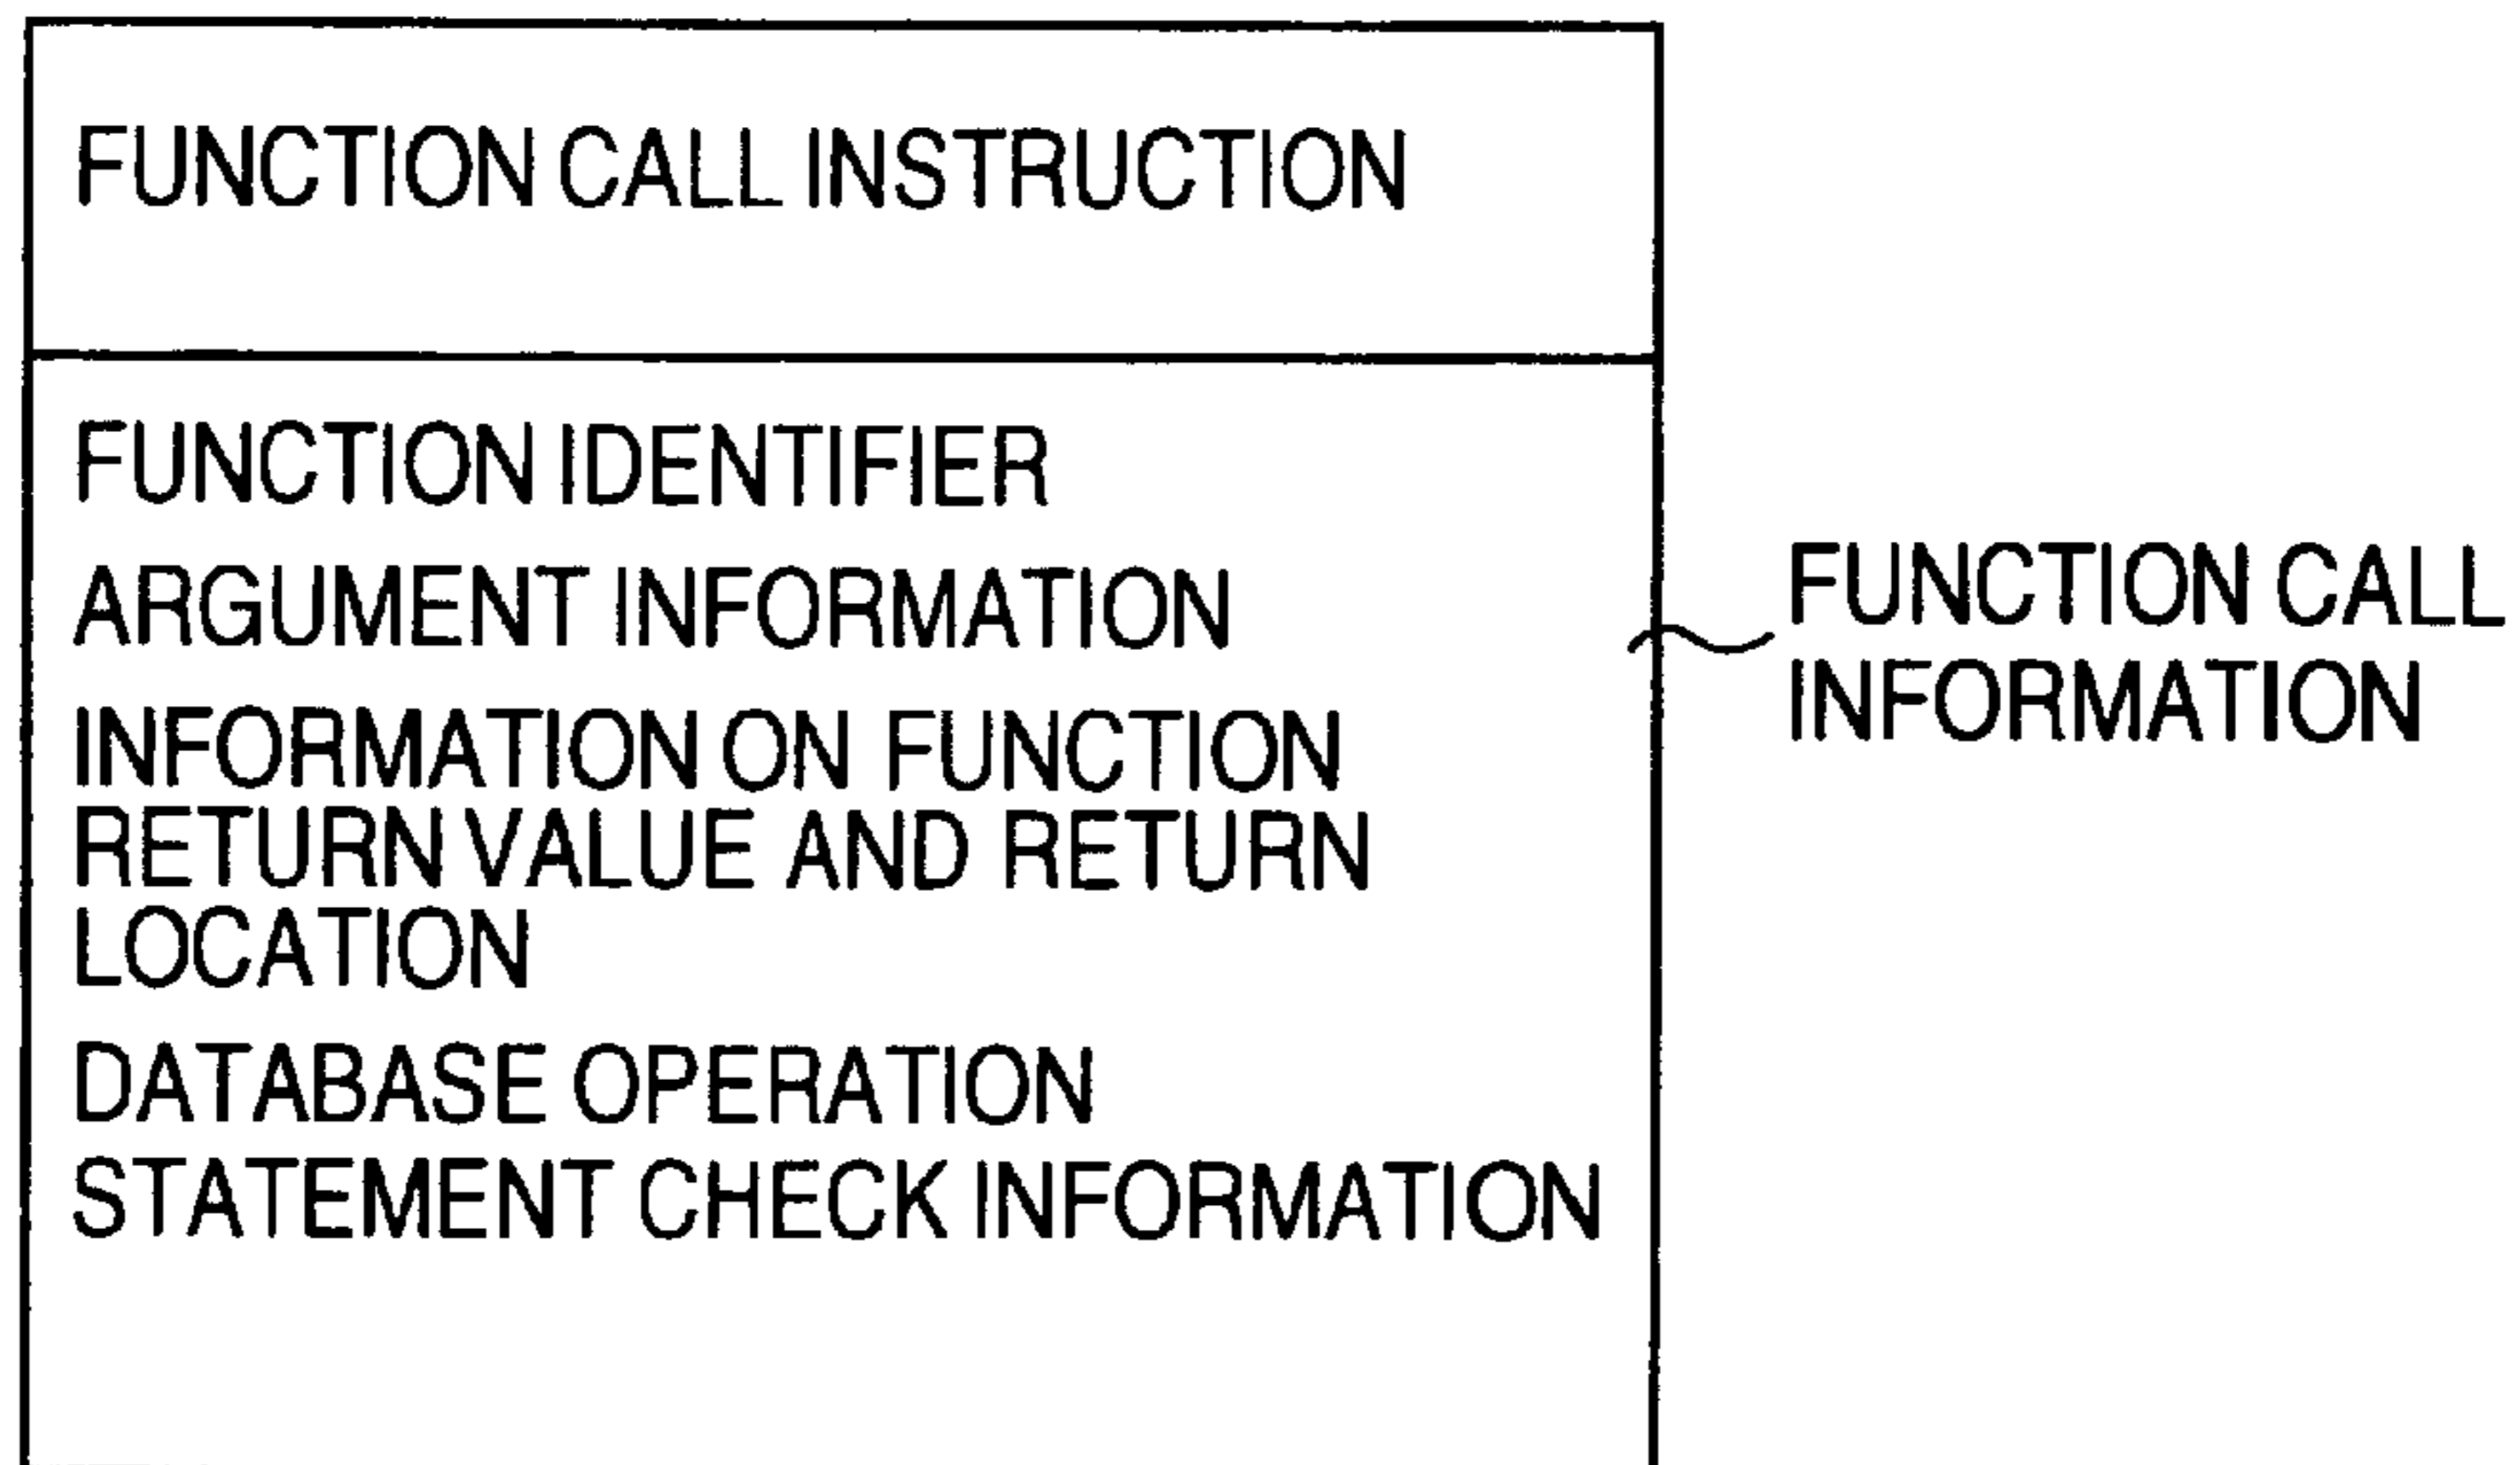 FUNCTION CALL INSTRUCTION
FUNCTION IDENTIFIER
ARGUMENT INFORMATION
INFORMATION ON FUNCTION
RETURN VALUE AND RETURN
LOCATION
DATABASE OPERATION
STATEMENT CHECK INFORMATION
FUNCTION CALL
INFORMATION